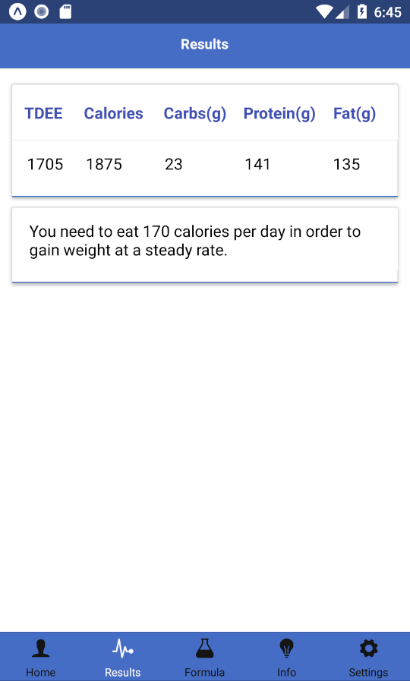 6:45
Results
TDEE Calories Carbs(g) Protein(g) Fat(g)
1705 1875 23 141 135
You need to eat 170 calories per day in order to
gain weight at a steady rate.
Home Results Formula Info Settings